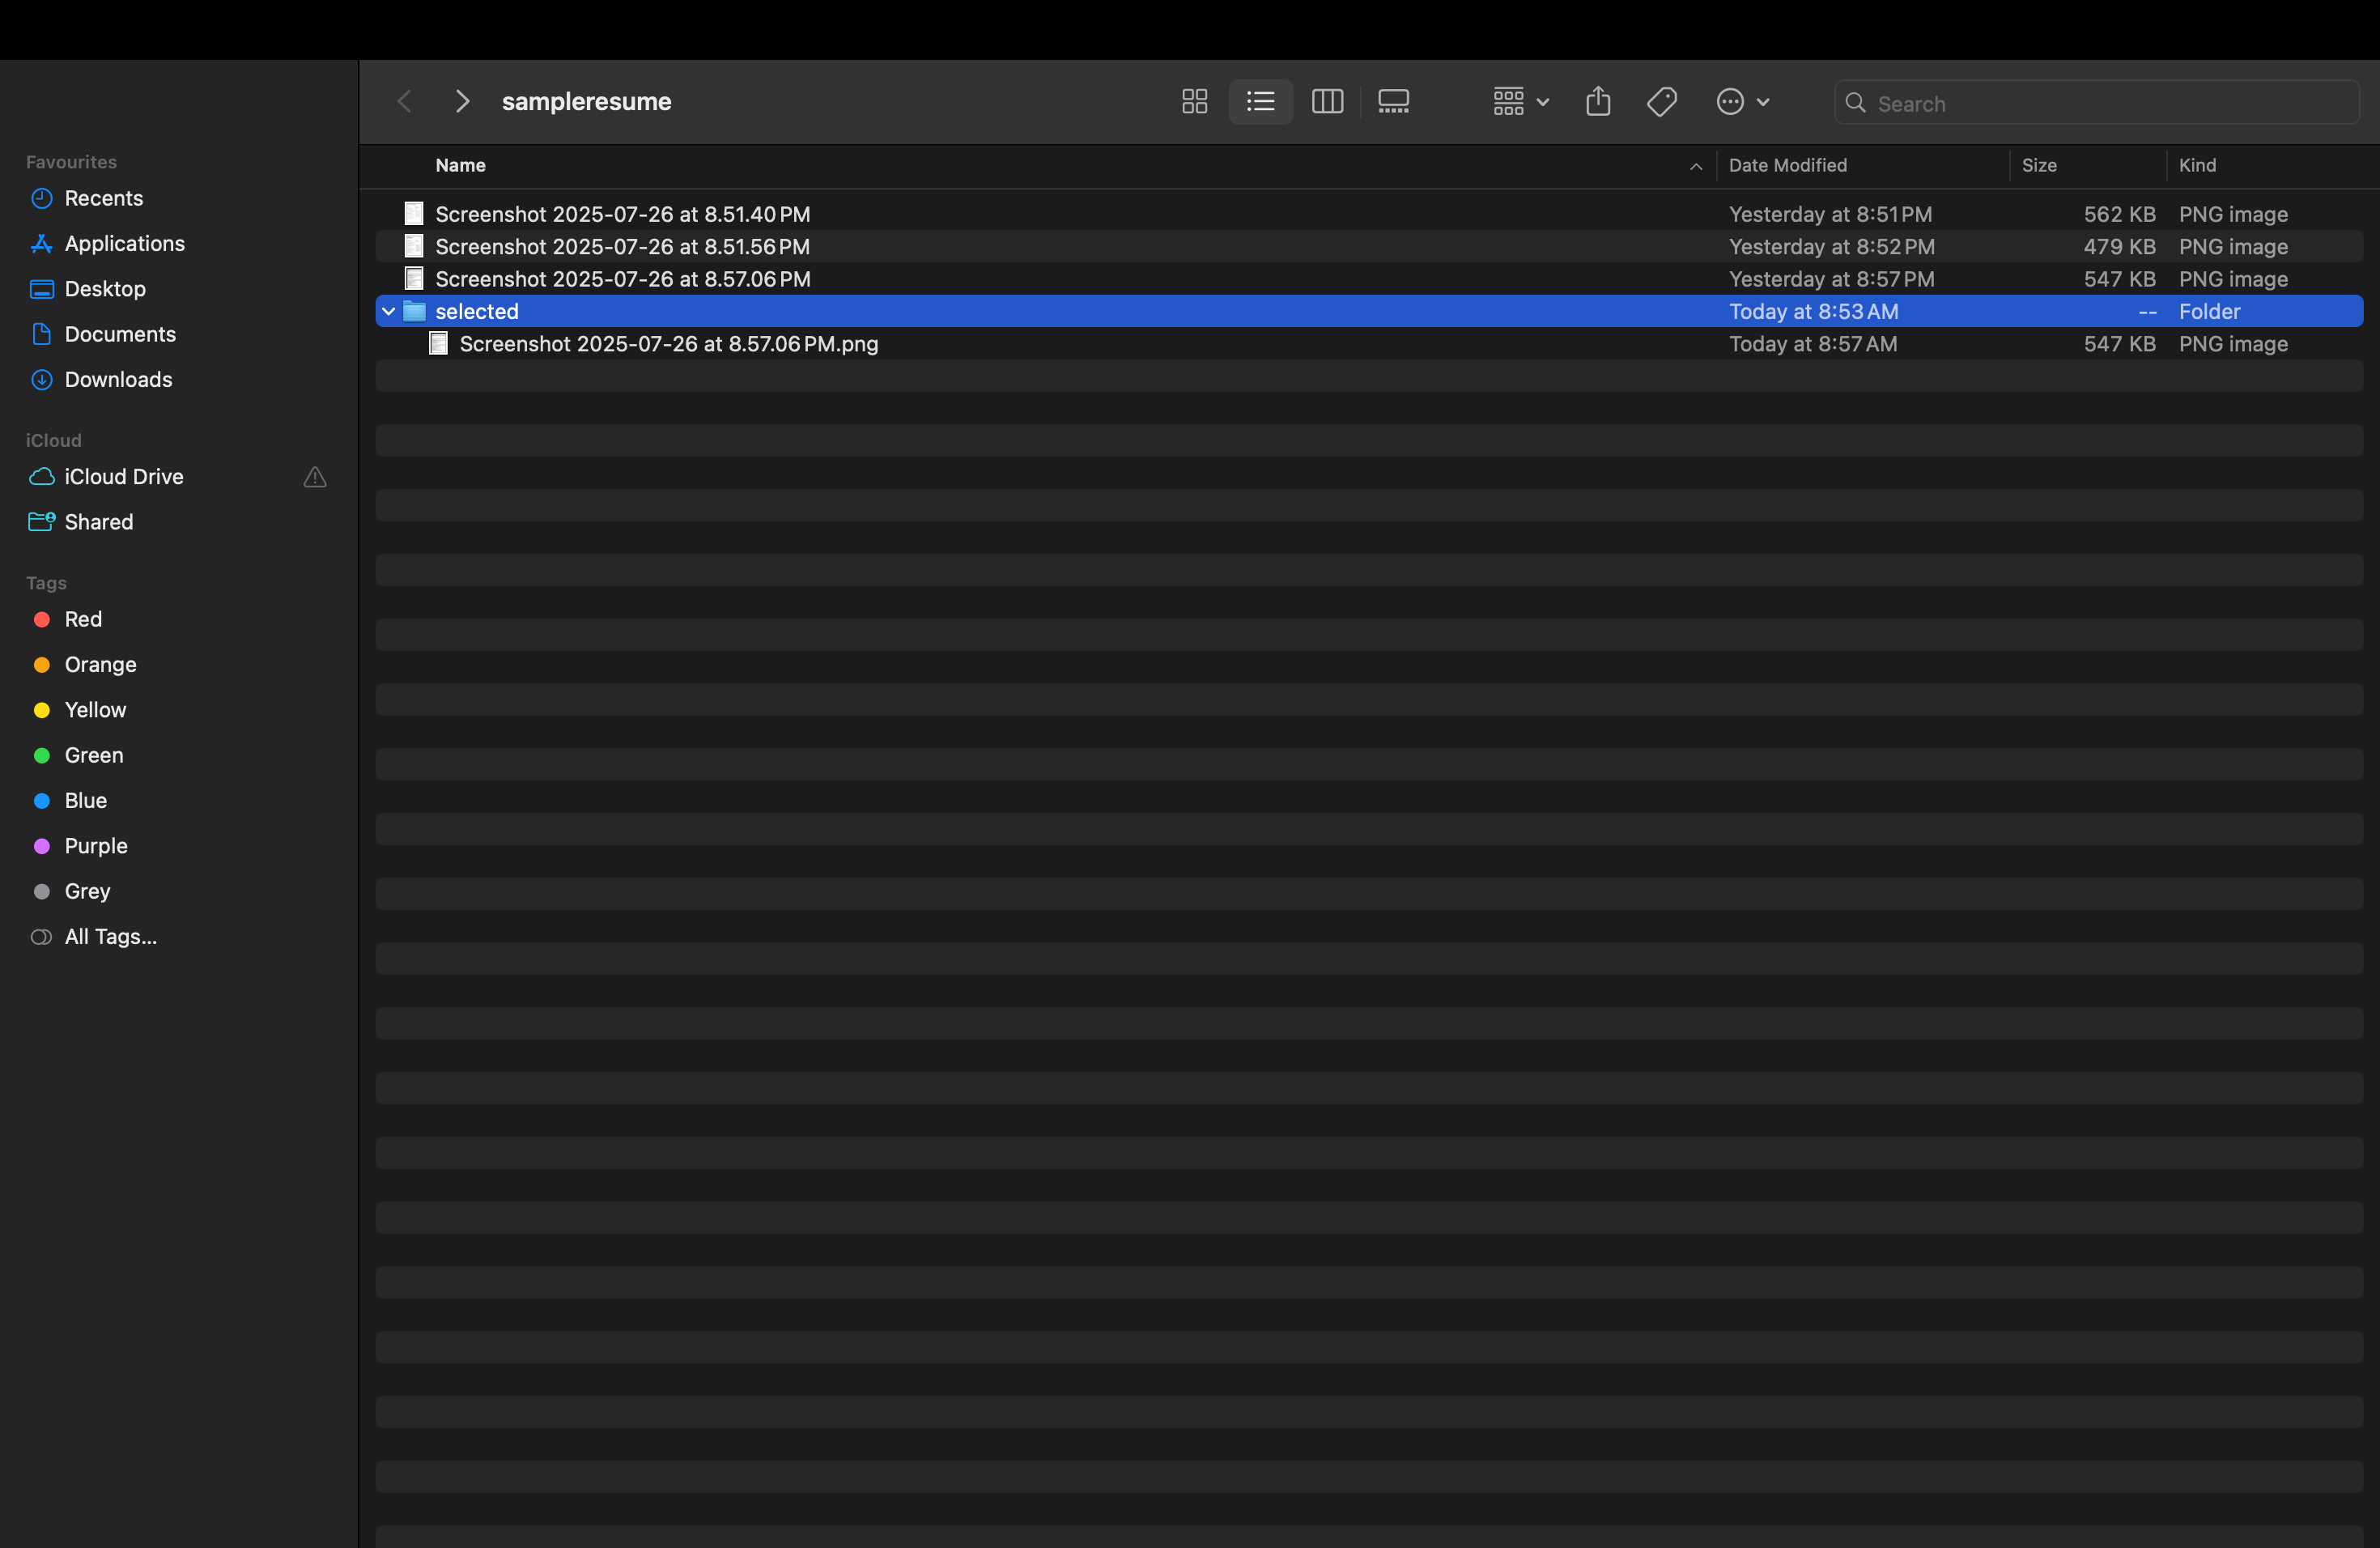 sampleresume
Search
Favourites
Recents
Applications
Desktop
Documents
Downloads
iCloud
iCloud Drive
Shared
Tags
Red
Orange
Yellow
Green
Blue
Purple
Grey
All Tags...
Name Date Modified Size Kind
Screenshot 2025-07-26 at 8.51.40 PM Yesterday at 8:51 PM 562 KB PNG image
Screenshot 2025-07-26 at 8.51.56 PM Yesterday at 8:52 PM 479 KB PNG image
Screenshot 2025-07-26 at 8.57.06 PM Yesterday at 8:57 PM 547 KB PNG image
selected Today at 8:53 AM -- Folder
Screenshot 2025-07-26 at 8.57.06 PM.png Today at 8:57 AM 547 KB PNG image